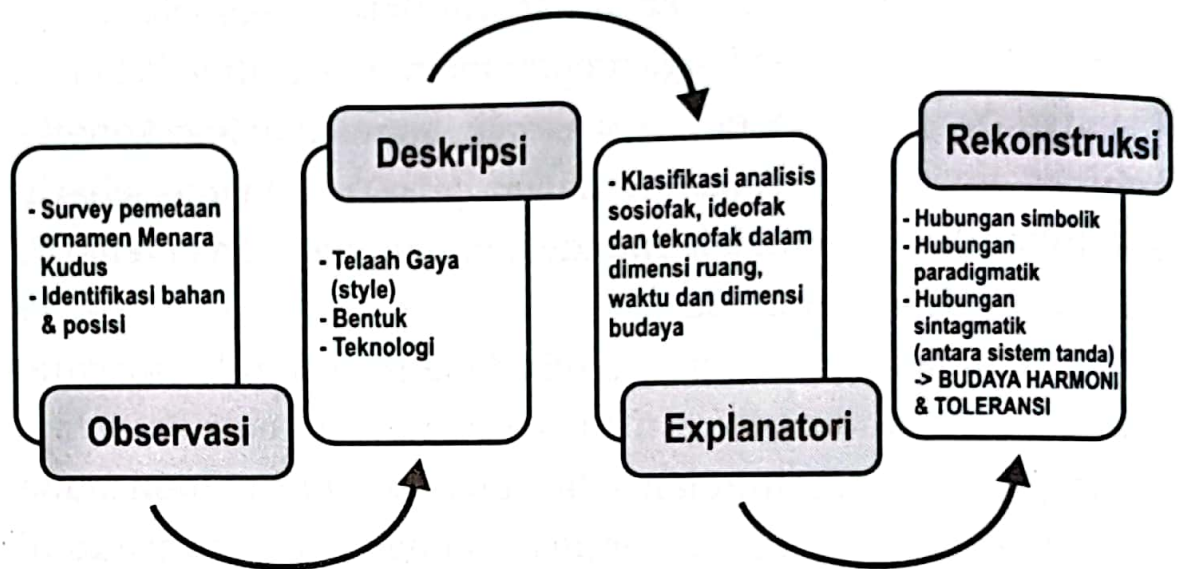 - Survey pemetaan
ornamen Menara
Kudus
- Identifikasi bahan
& posisi
Observasi
Deskripsi
- Telaah Gaya
(style)
- Bentuk
- Teknologi
- Klasifikasi analisis
sosiofak, ideofak
dan teknofak dalam
dimensi ruang,
waktu dan dimensi
budaya
Explanatori
Rekonstruksi
- Hubungan simbolik
- Hubungan
paradigmatik
- Hubungan
sintagmatik
(antara sistem tanda)
-> BUDAYA HARMONI
& TOLERANSI